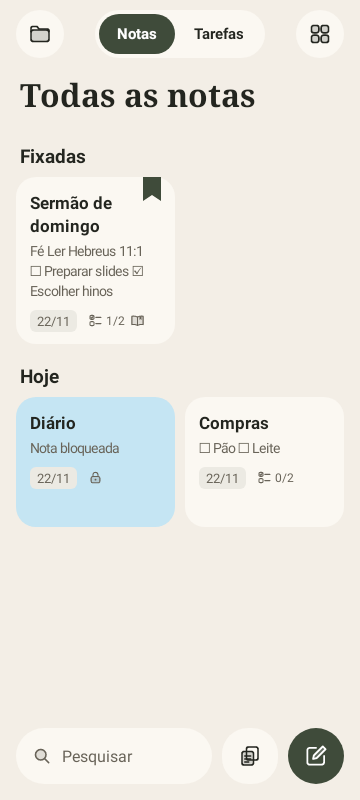 Notas
Tarefas
Todas as notas
Fixadas
Sermão de
domingo
Fé Ler Hebreus 11:1
☐ Preparar slides ☑
Escolher hinos
22/11 1/2
Hoje
Diário
Nota bloqueada
22/11
Compras
☐ Pão ☐ Leite
22/11 0/2
Pesquisar